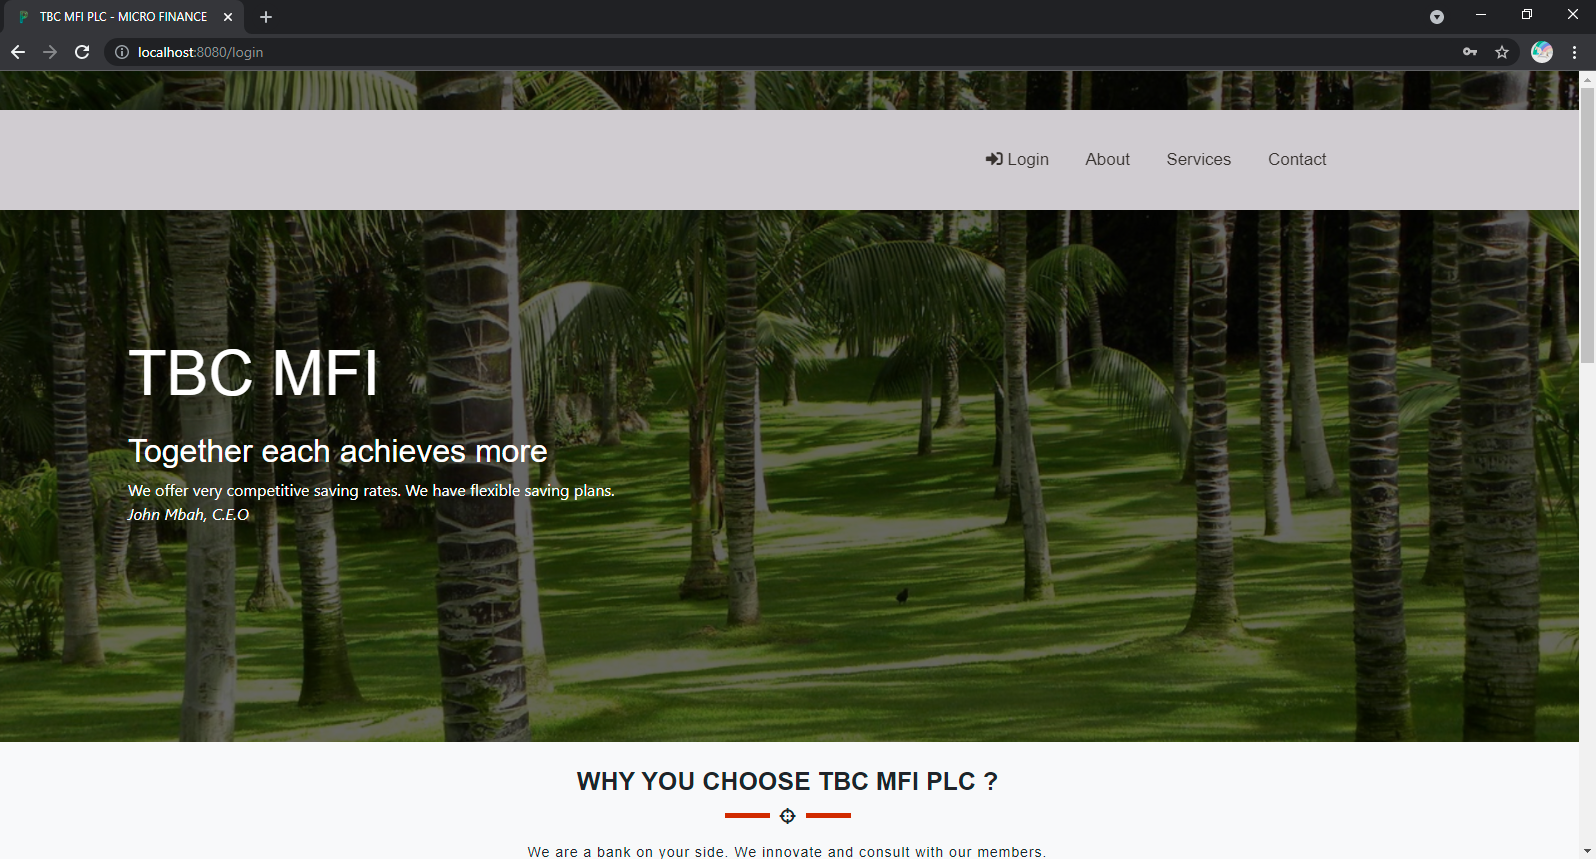 TBC MFI PLC - MICRO FINANCE
localhost:8080/login
Login About Services Contact
TBC MFI
Together each achieves more
We offer very competitive saving rates. We have flexible saving plans.
John Mbah, C.E.O
WHY YOU CHOOSE TBC MFI PLC ?
We are a bank on your side. We innovate and consult with our members.